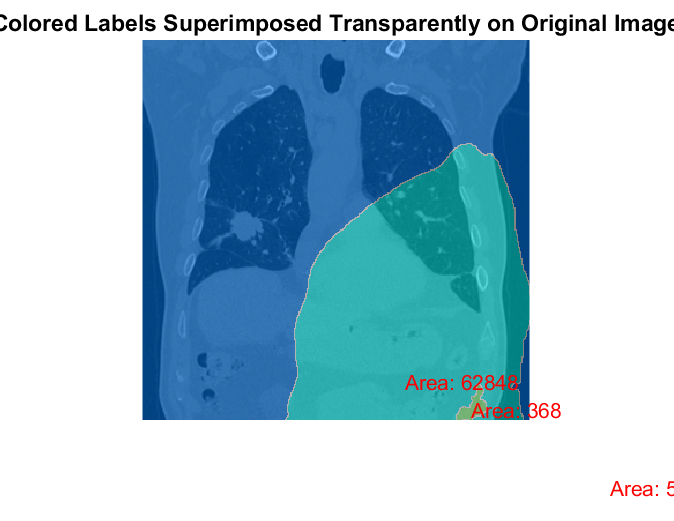 Colored Labels Superimposed Transparently on Original Image
Area: 62848
Area: 368
Area: 5